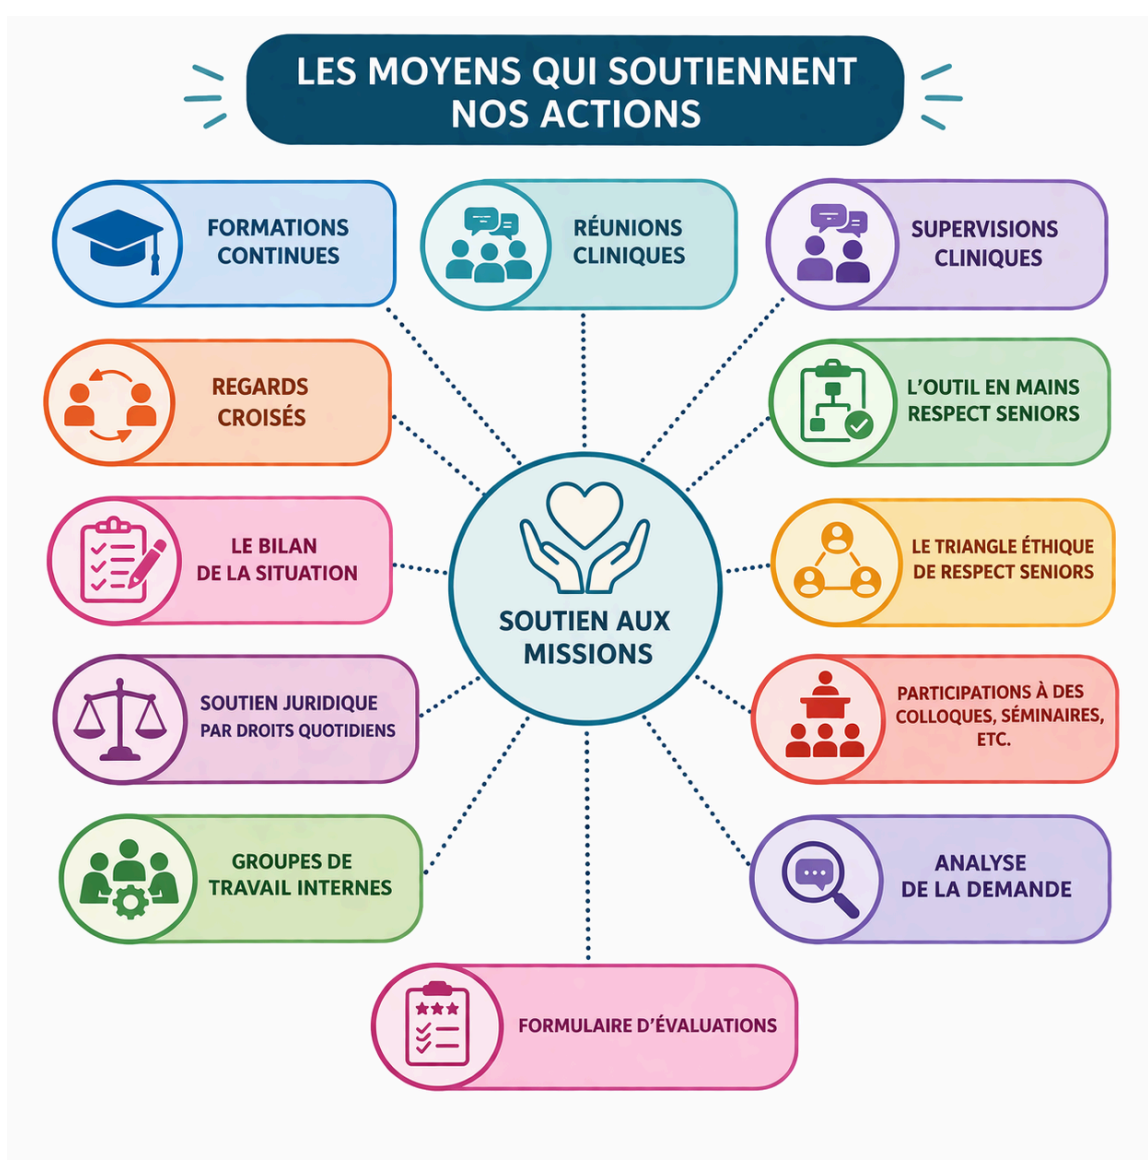 LES MOYENS QUI SOUTIENNENT
NOS ACTIONS
FORMATIONS
CONTINUES
RÉUNIONS
CLINIQUES
SUPERVISIONS
CLINIQUES
REGARDS
CROISÉS
L'OUTIL EN MAINS
RESPECT SENIORS
LE BILAN
DE LA SITUATION
LE TRIANGLE ÉTHIQUE
DE RESPECT SENIORS
SOUTIEN AUX
MISSIONS
SOUTIEN JURIDIQUE
PAR DROITS QUOTIDIENS
PARTICIPATIONS À DES
COLLOQUES, SÉMINAIRES,
ETC.
GROUPES DE
TRAVAIL INTERNES
ANALYSE
DE LA DEMANDE
FORMULAIRE D'ÉVALUATIONS